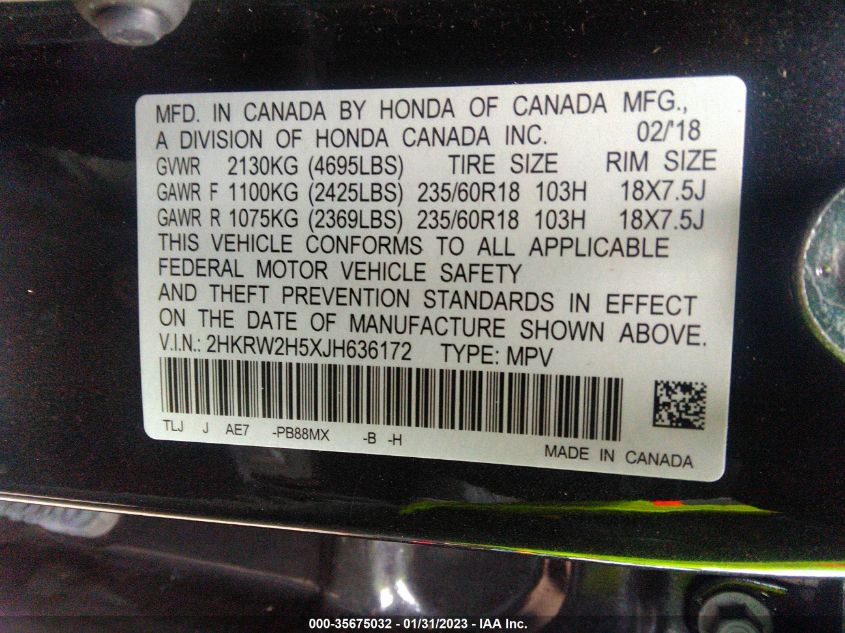 MFD. IN CANADA BY HONDA OF CANADA MFG.,
A DIVISION OF HONDA CANADA INC. 02/'18
GVWR 2130KG (4695LBS) TIRE SIZE RIM SIZE
GAWR F 1100KG (2425LBS) 235/60R18 103H 18X7.5J
GAWR R 1075KG (2369LBS) 235/60R18 103H 18X7.5J
THIS VEHICLE CONFORMS TO ALL APPLICABLE
FEDERAL MOTOR VEHICLE SAFETY
AND THEFT PREVENTION STANDARDS IN EFFECT
ON THE DATE OF MANUFACTURE SHOWN ABOVE.
V.I.N.: 2HKRW2H5XJH636172 TYPE: MPV
TLJ J AE7 -PB88MX -B -H
MADE IN CANADA
000-35675032 - 01/31/2023 - IAA Inc.